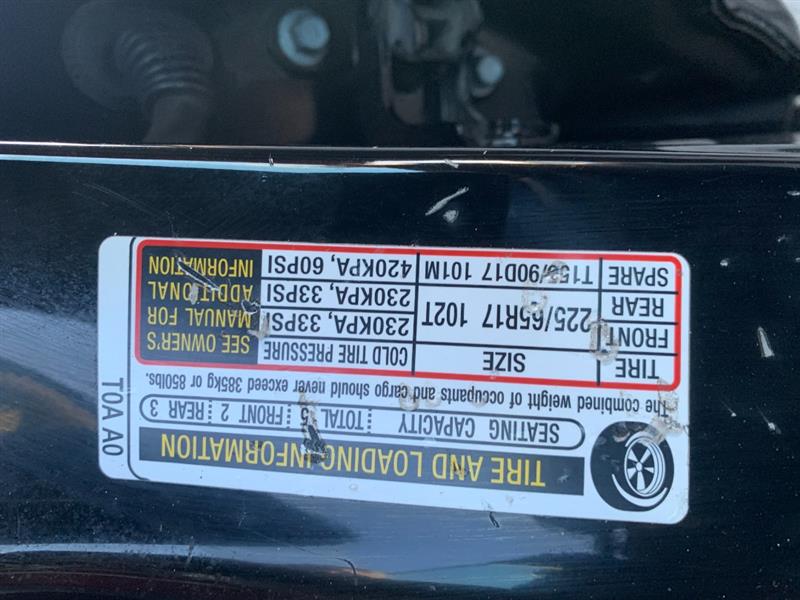 TIRE AND LOADING INFORMATION
SEATING CAPACITY TOTAL 5 FRONT 2 REAR 3
The combined weight of occupants and cargo should never exceed 385kg or 850lbs.
TIRE SIZE COLD TIRE PRESSURE
FRONT 225/65R17 102T 230KPA, 33PSI
REAR 230KPA, 33PSI
SPARE T155/90D17 101M 420KPA, 60PSI
SEE OWNER'S
MANUAL FOR
ADDITIONAL
INFORMATION
T0A A0